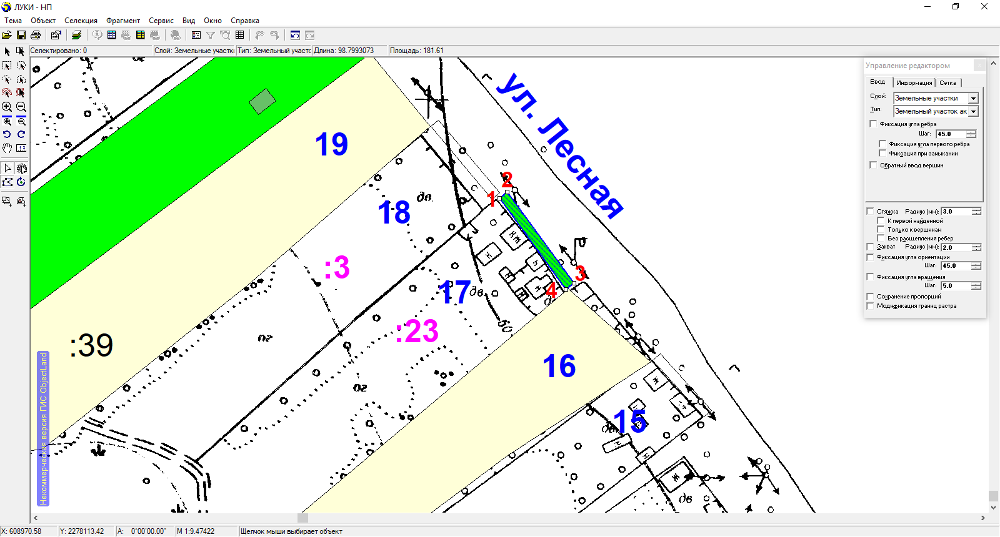 ЛУКИ - НП
Тема Объект Селекция Фрагмент Сервис Вид Окно Справка
Селектировано: 0 Слой: Земельные участки Тип: Земельный участо Длина: 98.7993073 Площадь: 181.61
Управление редактором
Ввод Информация Сетка
Слой: Земельные участки
Тип: Земельный участок ак
Фиксация угла ребра
Шаг: 45.0
Фиксация угла первого ребра
Фиксация при замыкании
Обратный ввод вершин
Стяжка Радиус (мм): 3.0
К первой найденной
Только к вершинам
Без расщепления ребер
Захват Радиус (мм): 2.0
Фиксация угла ориентации
Шаг: 45.0
Фиксация угла вращения
Шаг: 5.0
Сохранение пропорций
Модификация границ растра
ул. Лесная
19
2
1
18
дв.
:3
3
4
17
дв.
:23
:39
ог
16
ог
15
дв
Н
Н
Ж
дв
Некоммерческая версия ГИС ObjectLand
X: 608970.58 Y: 2278113.42 A: 0°00'00.00" M 1:9.47422 Щелчок мыши выбирает объект